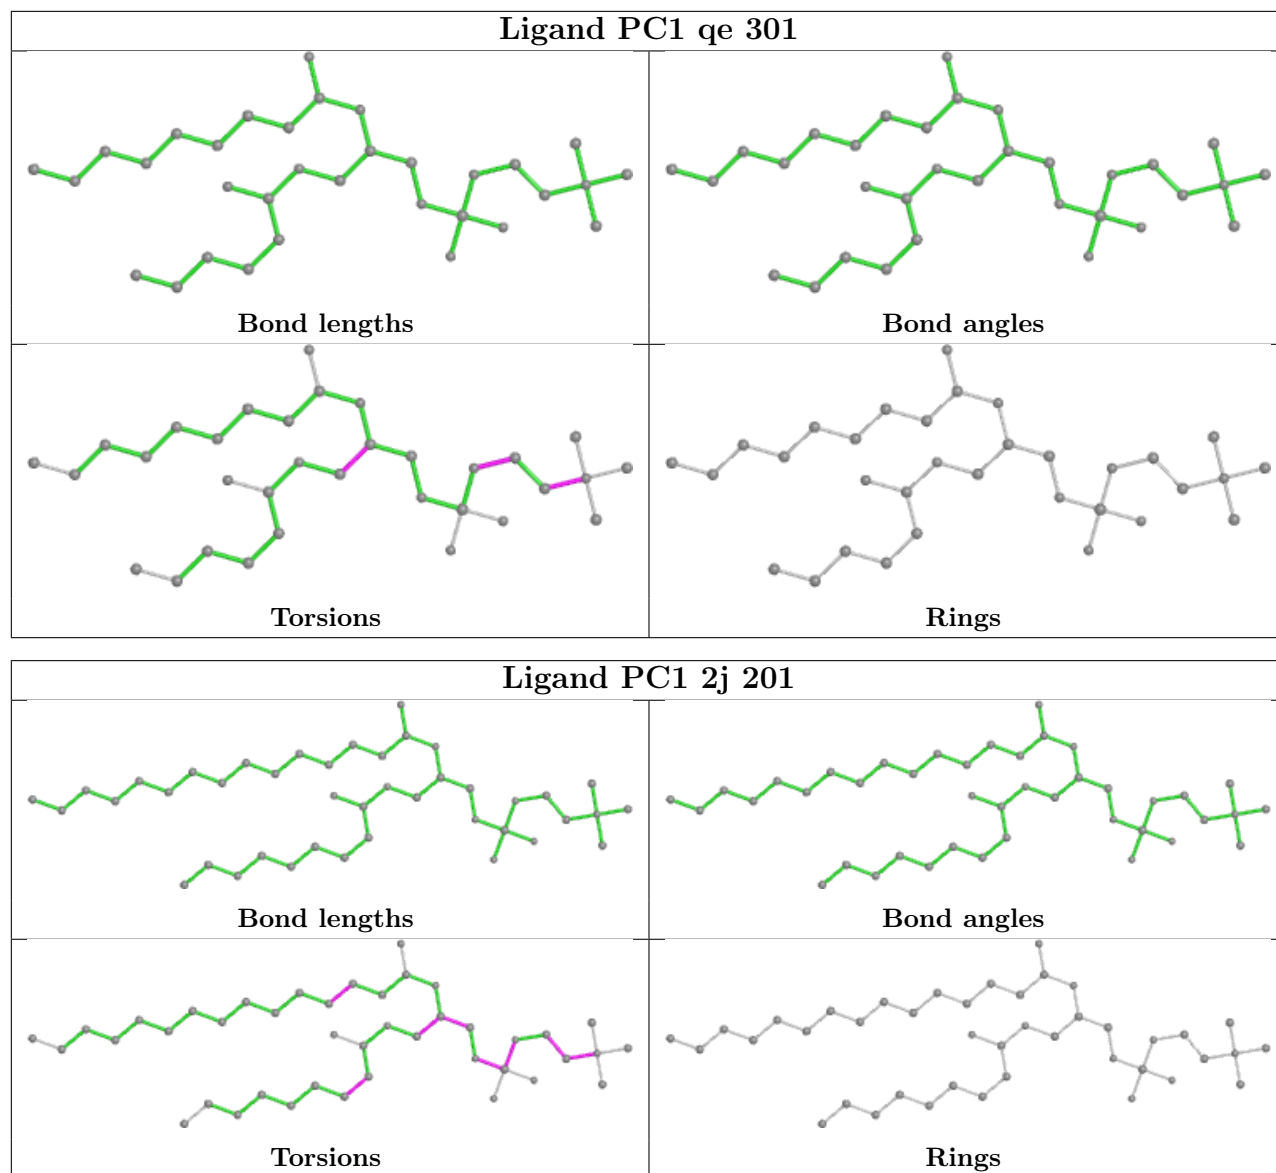 Ligand PC1 qe 301
Bond lengths
Bond angles
Torsions
Rings
Ligand PC1 2j 201
Bond lengths
Bond angles
Torsions
Rings